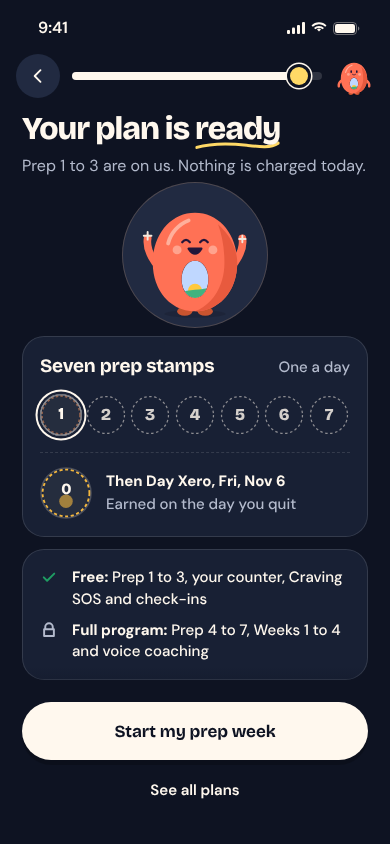 9:41
Your plan is ready
Prep 1 to 3 are on us. Nothing is charged today.
Seven prep stamps
One a day
1 2 3 4 5 6 7
0
Then Day Xero, Fri, Nov 6
Earned on the day you quit
Free: Prep 1 to 3, your counter, Craving
SOS and check-ins
Full program: Prep 4 to 7, Weeks 1 to 4
and voice coaching
Start my prep week
See all plans